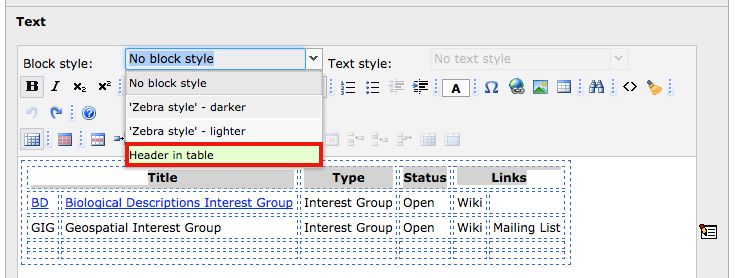 Text
Block style: No block style Text style: No text style
B I x₂ x² A Ω <>
No block style
'Zebra style' - darker
'Zebra style' - lighter
Header in table
Title Type Status Links
BD Biological Descriptions Interest Group Interest Group Open Wiki
GIG Geospatial Interest Group Interest Group Open Wiki Mailing List